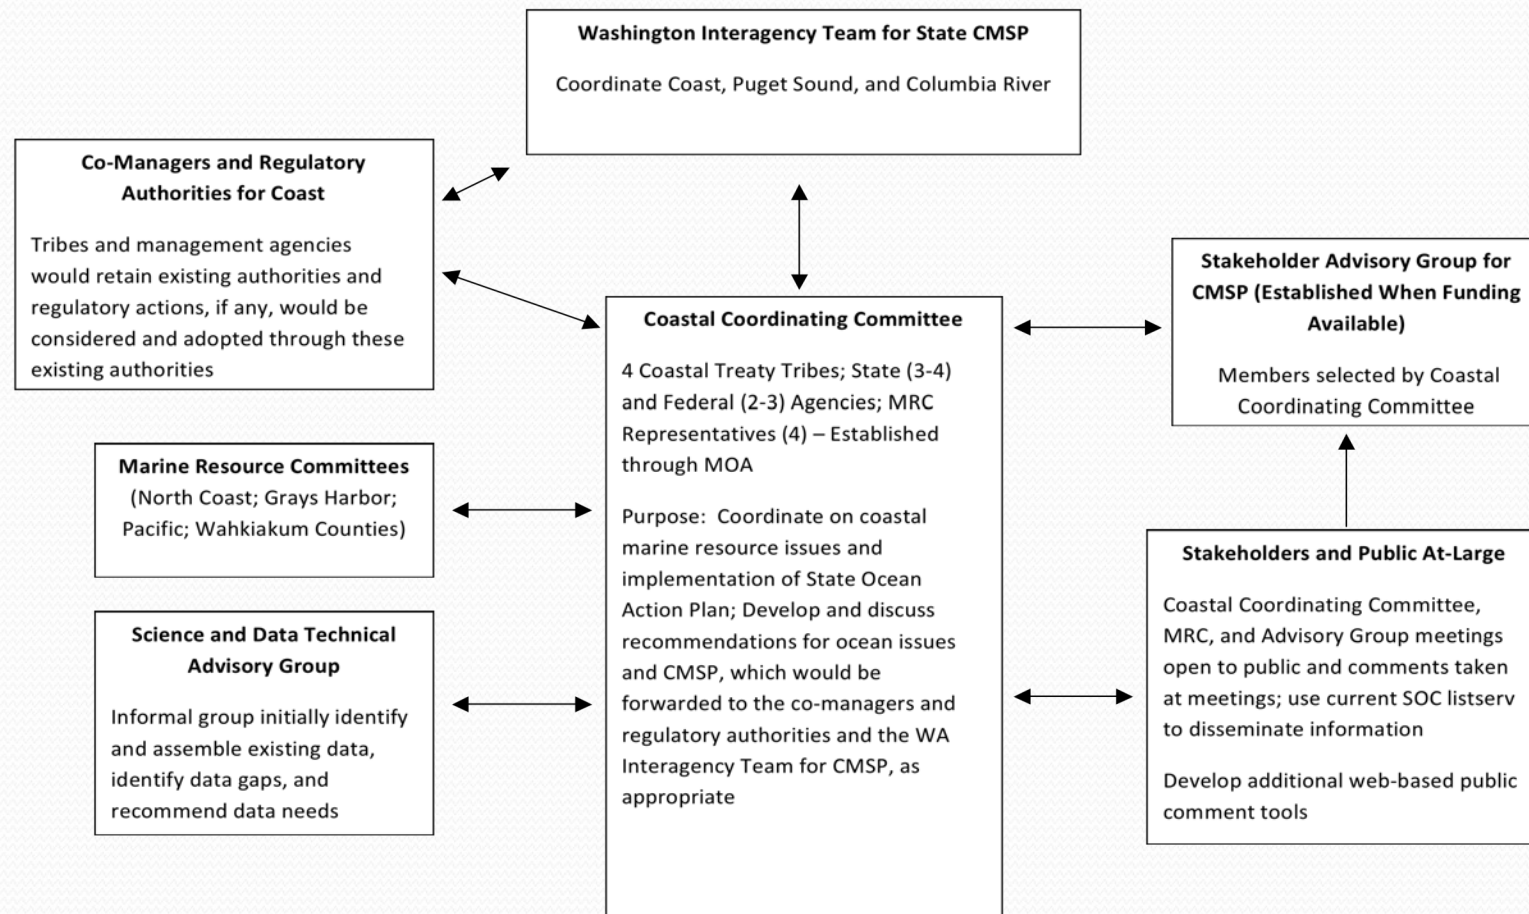 Washington Interagency Team for State CMSP
Coordinate Coast, Puget Sound, and Columbia River
Co-Managers and Regulatory
Authorities for Coast
Tribes and management agencies
would retain existing authorities and
regulatory actions, if any, would be
considered and adopted through these
existing authorities
Marine Resource Committees
(North Coast; Grays Harbor;
Pacific; Wahkiakum Counties)
Science and Data Technical
Advisory Group
Informal group initially identify
and assemble existing data,
identify data gaps, and
recommend data needs
Coastal Coordinating Committee
4 Coastal Treaty Tribes; State (3-4)
and Federal (2-3) Agencies; MRC
Representatives (4) – Established
through MOA
Purpose:  Coordinate on coastal
marine resource issues and
implementation of State Ocean
Action Plan; Develop and discuss
recommendations for ocean issues
and CMSP, which would be
forwarded to the co-managers and
regulatory authorities and the WA
Interagency Team for CMSP, as
appropriate
Stakeholder Advisory Group for
CMSP (Established When Funding
Available)
Members selected by Coastal
Coordinating Committee
Stakeholders and Public At-Large
Coastal Coordinating Committee,
MRC, and Advisory Group meetings
open to public and comments taken
at meetings; use current SOC listserv
to disseminate information
Develop additional web-based public
comment tools